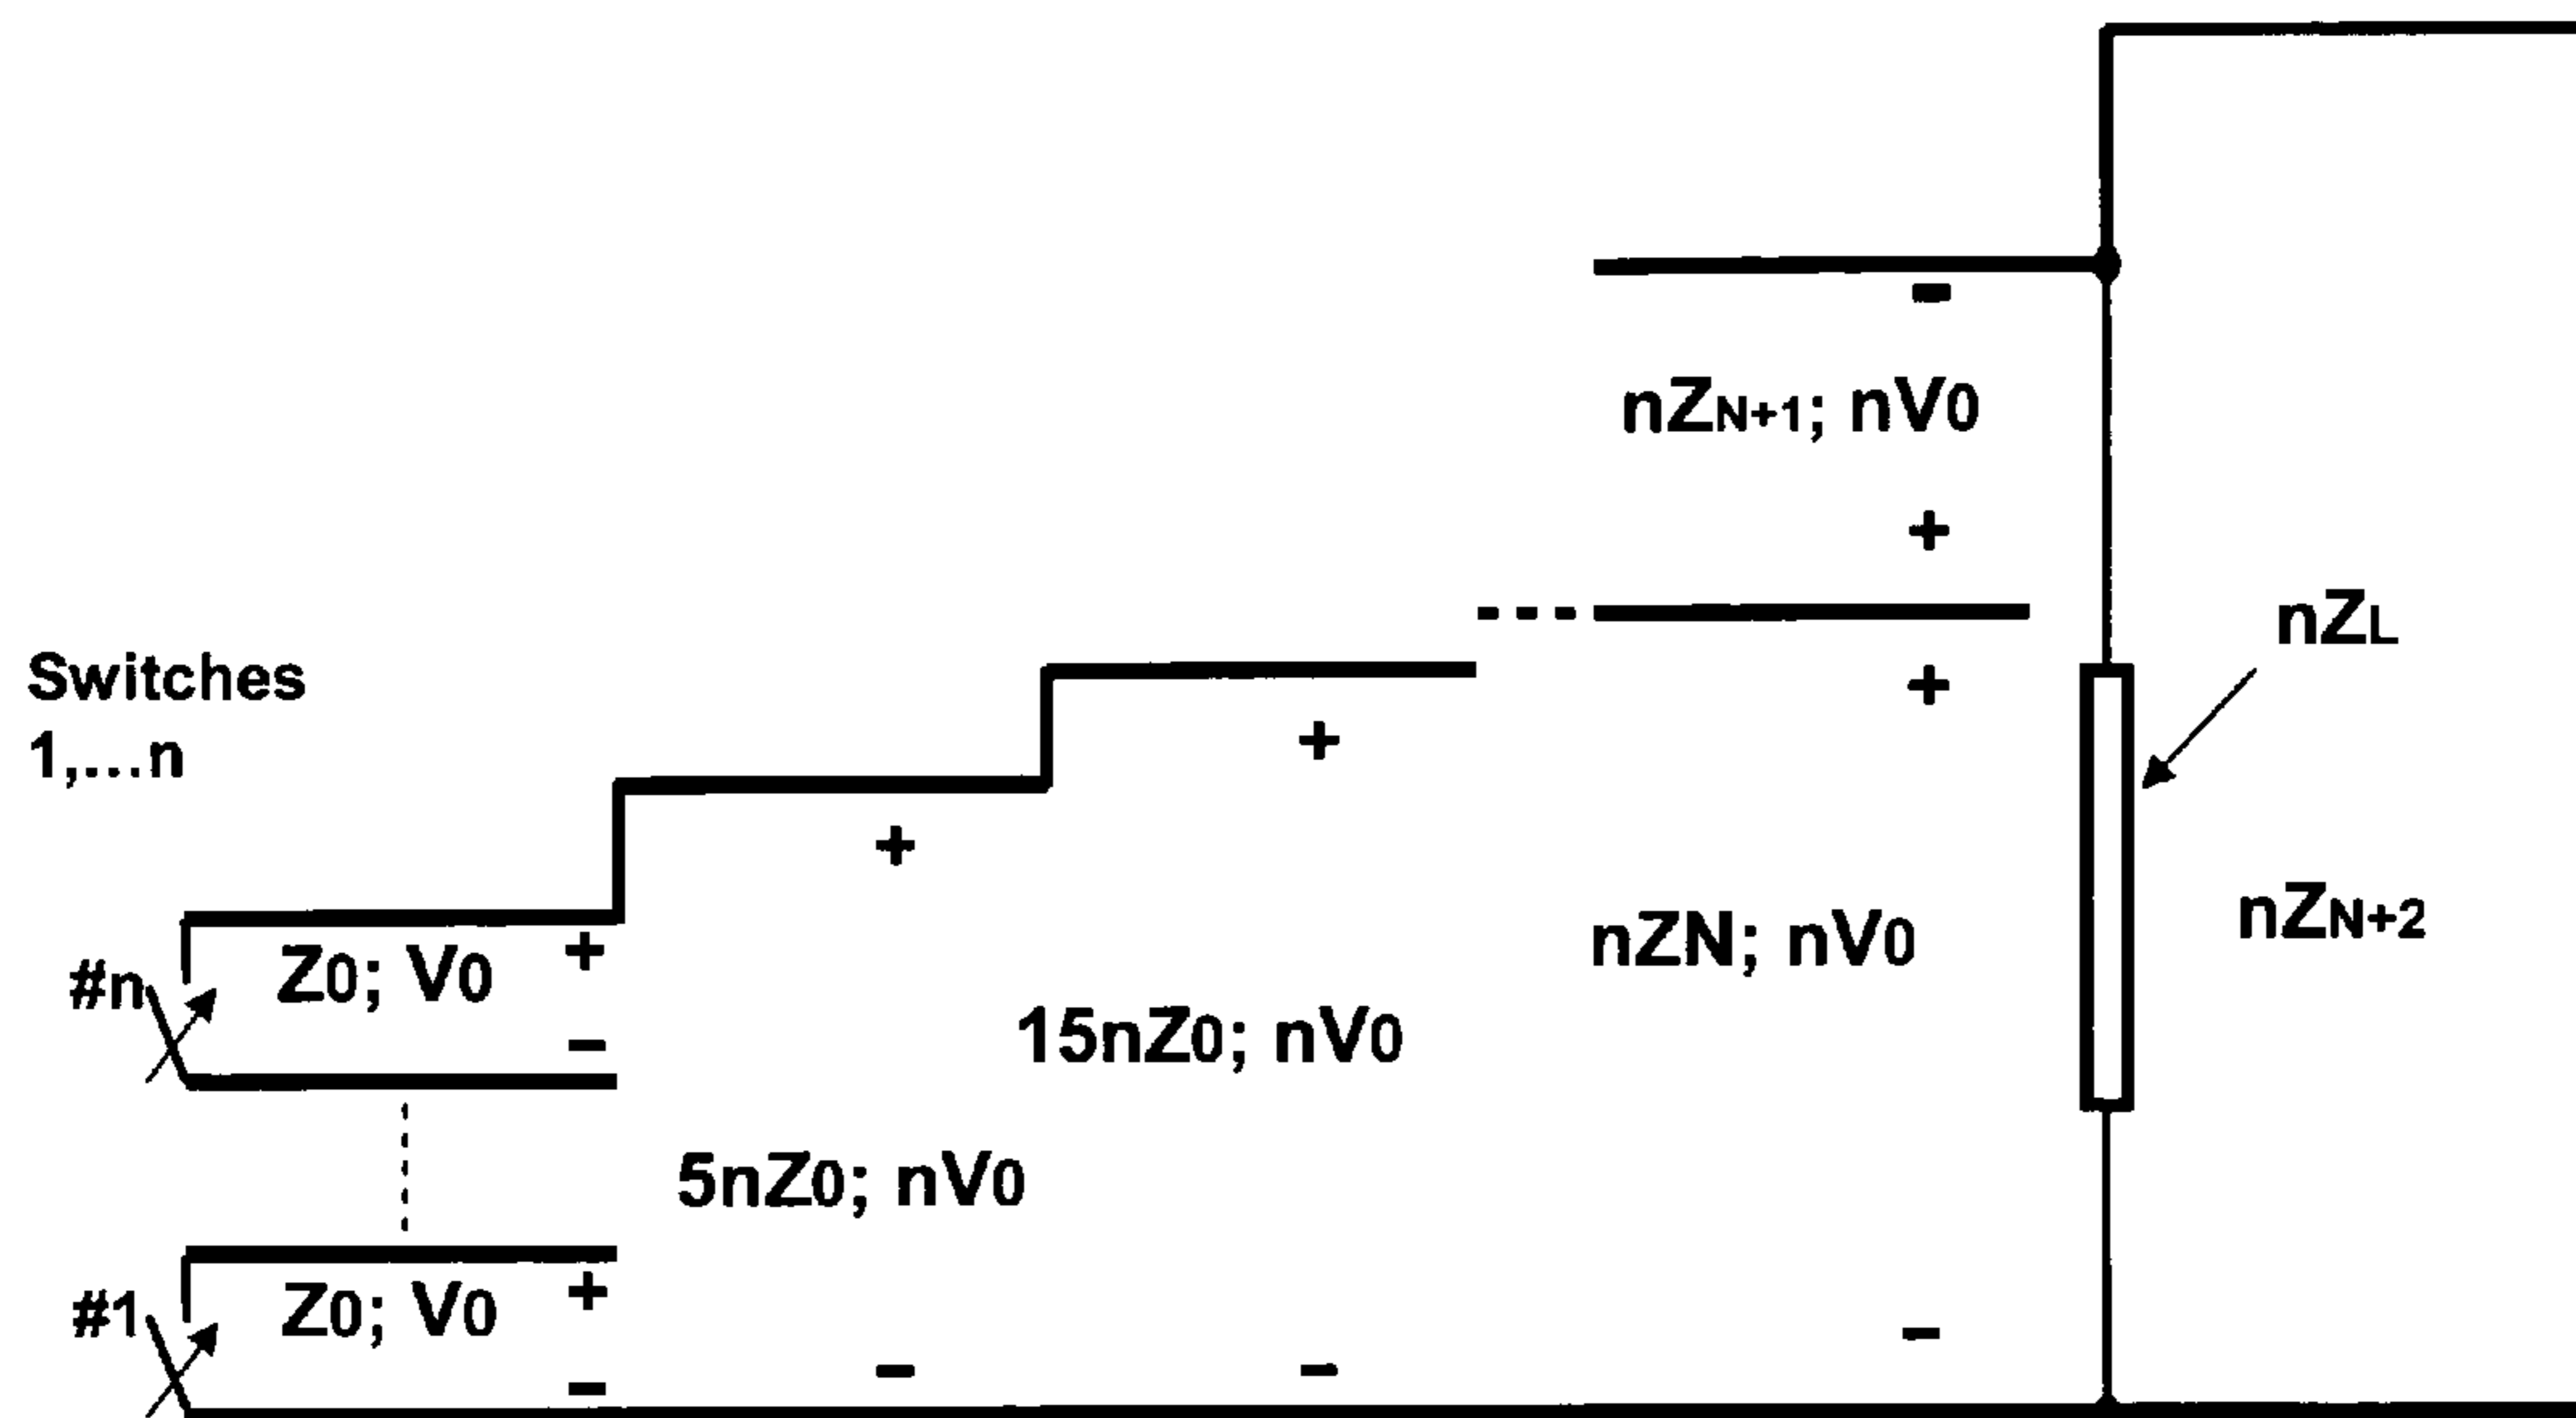 nZN+1; nV0
nZL
Switches
1,...n
nZN+2
nZN; nV0
#n
Z0; V0
15nZ0; nV0
5nZ0; nV0
#1
Z0; V0